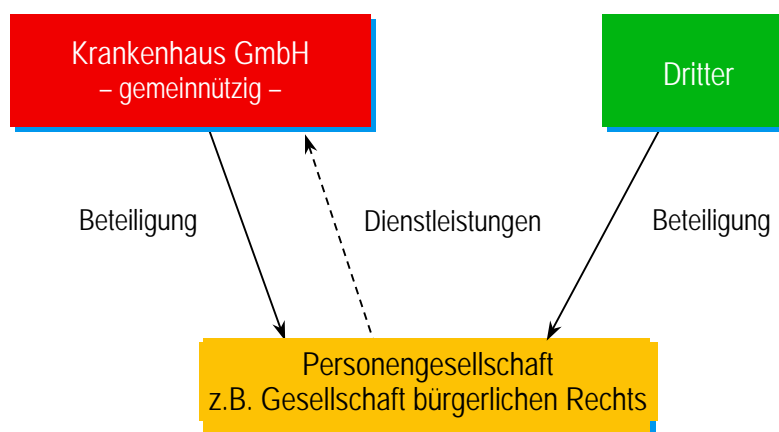 Krankenhaus GmbH
– gemeinnützig –
Dritter
Beteiligung
Dienstleistungen
Beteiligung
Personengesellschaft
z.B. Gesellschaft bürgerlichen Rechts